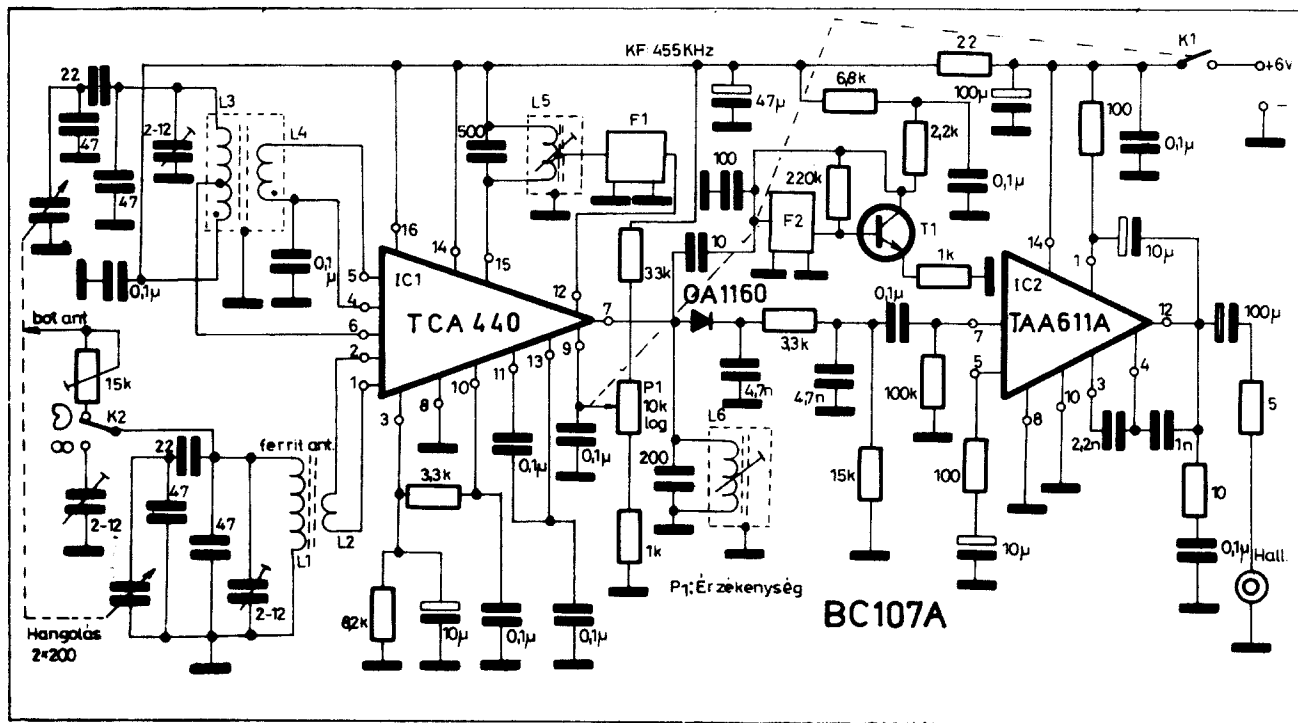 KF: 455KHz
22
K1
+6v
-
22
L3
L4
47
2-12
47
0,1µ
0,1µ
500
L5
F1
47µ
6,8k
2,2k
100µ
100
0,1µ
100
220k
F2
0,1µ
T1
10
1k
10µ
33k
16
14
15
5
4
6
2
1
IC1
TCA 440
12
7
9
13
11
10
8
3
OA1160
3,3k
0,1µ
14
1
IC2
TAA611A
12
7
5
3
4
10
8
100µ
bot ant
15k
K2
22
ferrit ant.
47
47
2-12
2-12
L1
L2
3,3k
0,1µ
0,1µ
P1
10k
log
4,7n
4,7n
L6
200
100k
15k
100
2,2n
1n
5
10
8,2k
10µ
0,1µ
0,1µ
1k
10µ
0,1µ
Hall.
P1:Érzékenység
BC107A
Hangolás
2×200